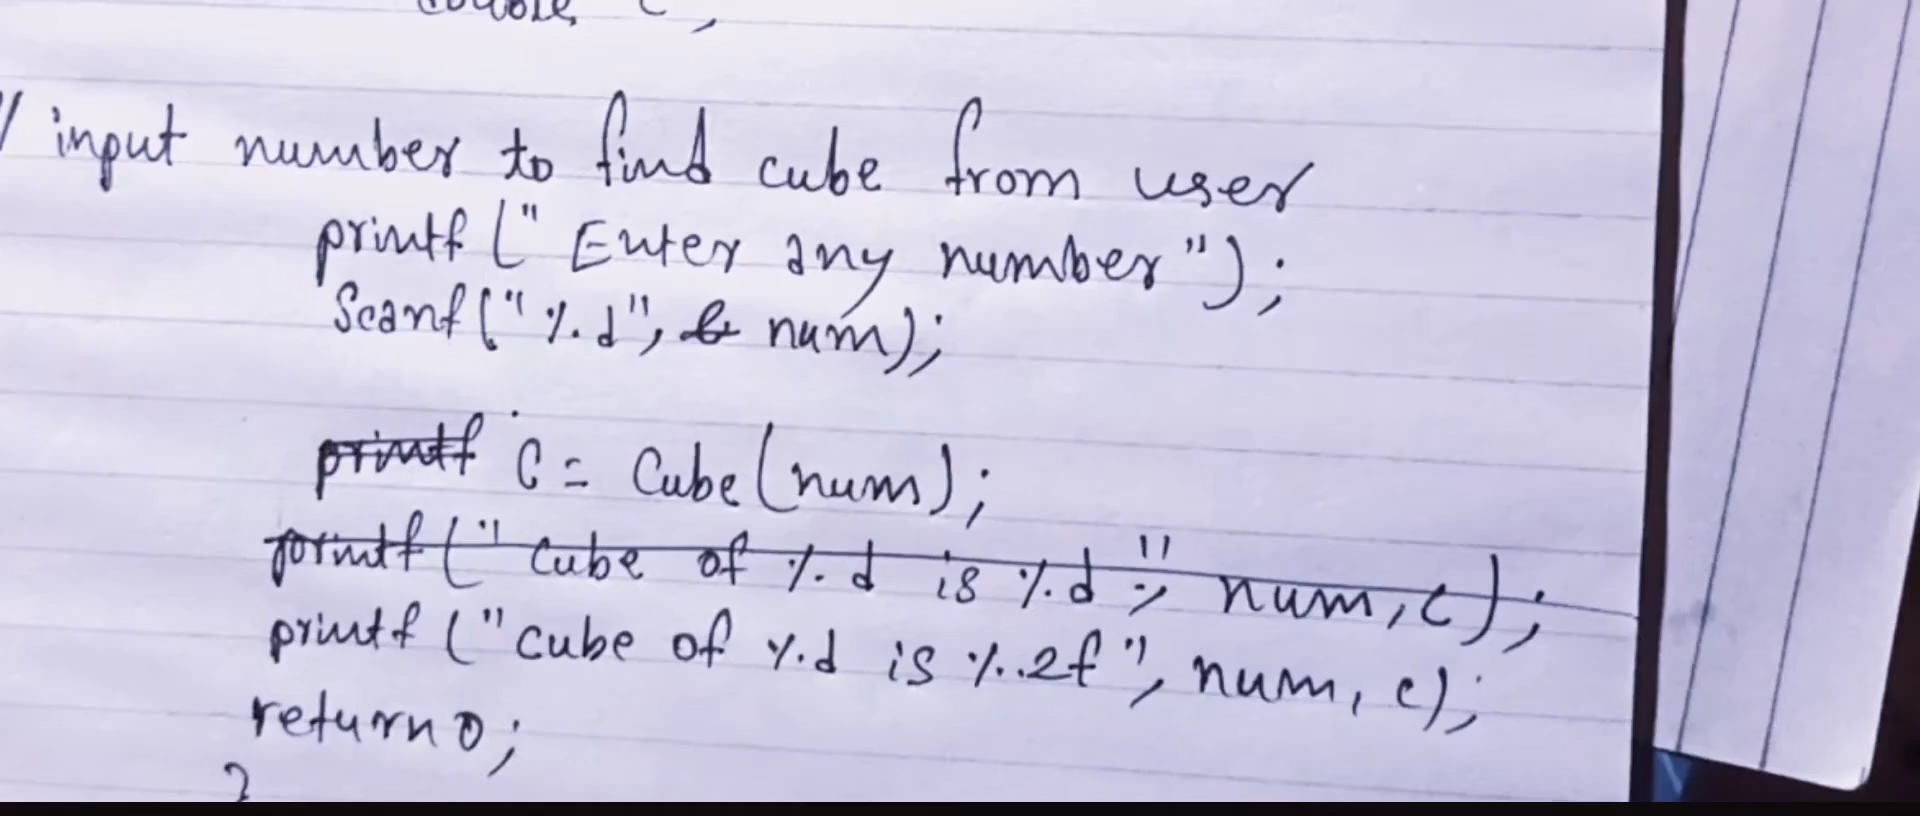 double c;
// input number to find cube from user
printf (" Enter any number");
Scanf ("%d", & num);
printf C = Cube (num);
printf (" Cube of %d is %d", num, c);
printf ("cube of %d is %.2f", num, c);
return 0;
}